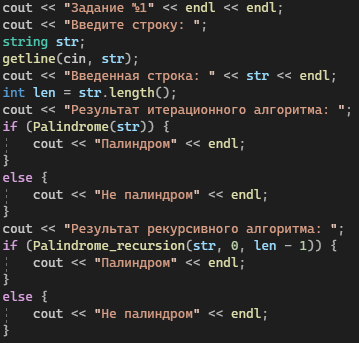 cout << "Задание №1" << endl << endl;
cout << "Введите строку: ";
string str;
getline(cin, str);
cout << "Введенная строка: " << str << endl;
int len = str.length();
cout << "Результат итерационного алгоритма: ";
if (Palindrome(str)) {
    cout << "Палиндром" << endl;
}
else {
    cout << "Не палиндром" << endl;
}
cout << "Результат рекурсивного алгоритма: ";
if (Palindrome_recursion(str, 0, len - 1)) {
    cout << "Палиндром" << endl;
}
else {
    cout << "Не палиндром" << endl;
}